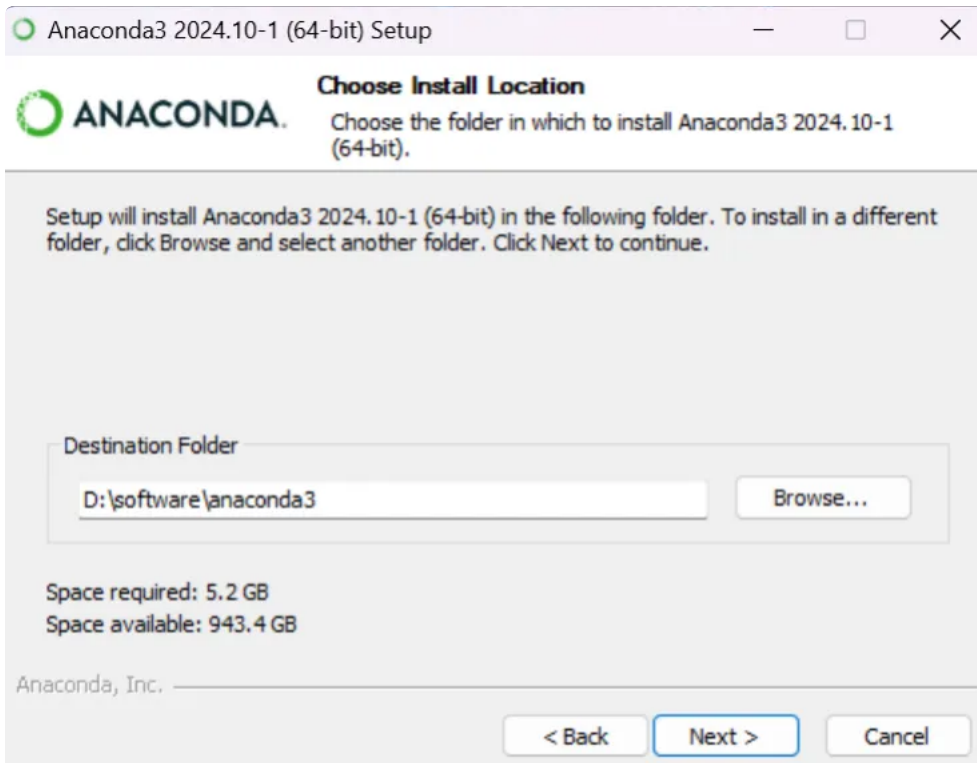 Anaconda3 2024.10-1 (64-bit) Setup
ANACONDA.
Choose Install Location
Choose the folder in which to install Anaconda3 2024.10-1
(64-bit).
Setup will install Anaconda3 2024.10-1 (64-bit) in the following folder. To install in a different
folder, click Browse and select another folder. Click Next to continue.
Destination Folder
D:\software\anaconda3
Browse...
Space required: 5.2 GB
Space available: 943.4 GB
Anaconda, Inc.
< Back
Next >
Cancel